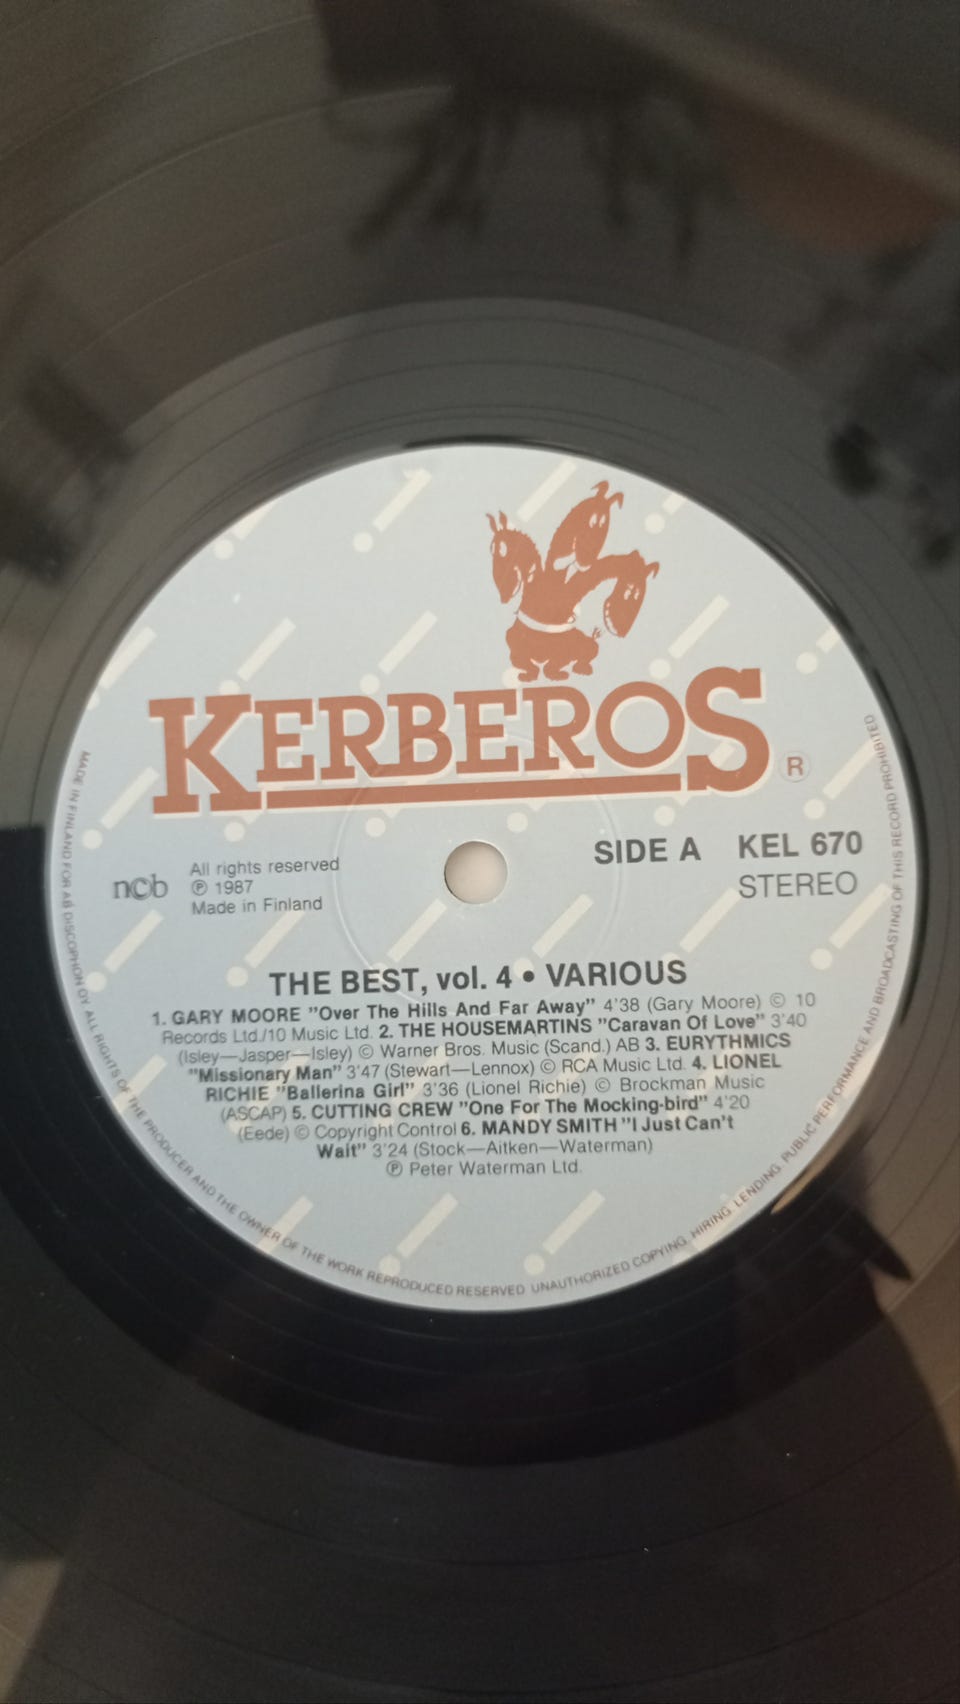 KERBEROS
®
SIDE A KEL 670
STEREO
ncb
All rights reserved
℗ 1987
Made in Finland
THE BEST, vol. 4 • VARIOUS
1. GARY MOORE "Over The Hills And Far Away" 4'38 (Gary Moore) © 10
Records Ltd./10 Music Ltd. 2. THE HOUSEMARTINS "Caravan Of Love" 3'40
(Isley—Jasper—Isley) © Warner Bros. Music (Scand.) AB 3. EURYTHMICS
"Missionary Man" 3'47 (Stewart—Lennox) © RCA Music Ltd. 4. LIONEL
RICHIE "Ballerina Girl" 3'36 (Lionel Richie) © Brockman Music
(ASCAP) 5. CUTTING CREW "One For The Mocking-bird" 4'20
(Eede) © Copyright Control 6. MANDY SMITH "I Just Can't
Wait" 3'24 (Stock—Aitken—Waterman)
℗ Peter Waterman Ltd.
MADE IN FINLAND FOR AB DISCOPHON OY ALL RIGHTS OF THE PRODUCER AND THE OWNER OF THE WORK REPRODUCED RESERVED. UNAUTHORIZED COPYING, HIRING, LENDING, PUBLIC PERFORMANCE AND BROADCASTING OF THIS RECORD PROHIBITED